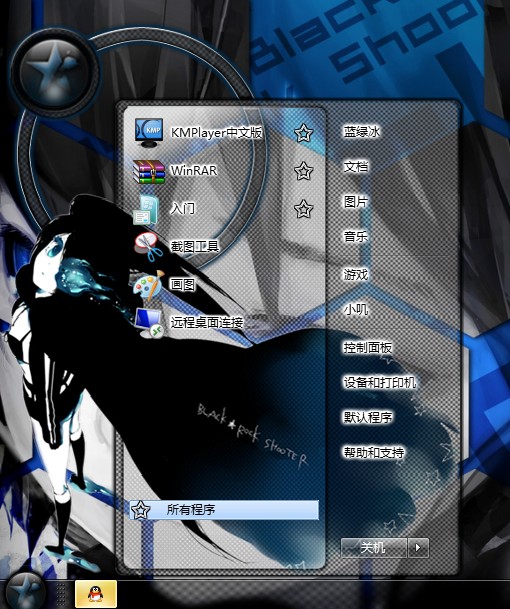 Black
Shoo
KMPlayer中文版
WinRAR
入门
截图工具
画图
远程桌面连接
BLACK★ROCK SHOOTER
所有程序
蓝绿冰
文档
图片
音乐
游戏
小叽
控制面板
设备和打印机
默认程序
帮助和支持
关机